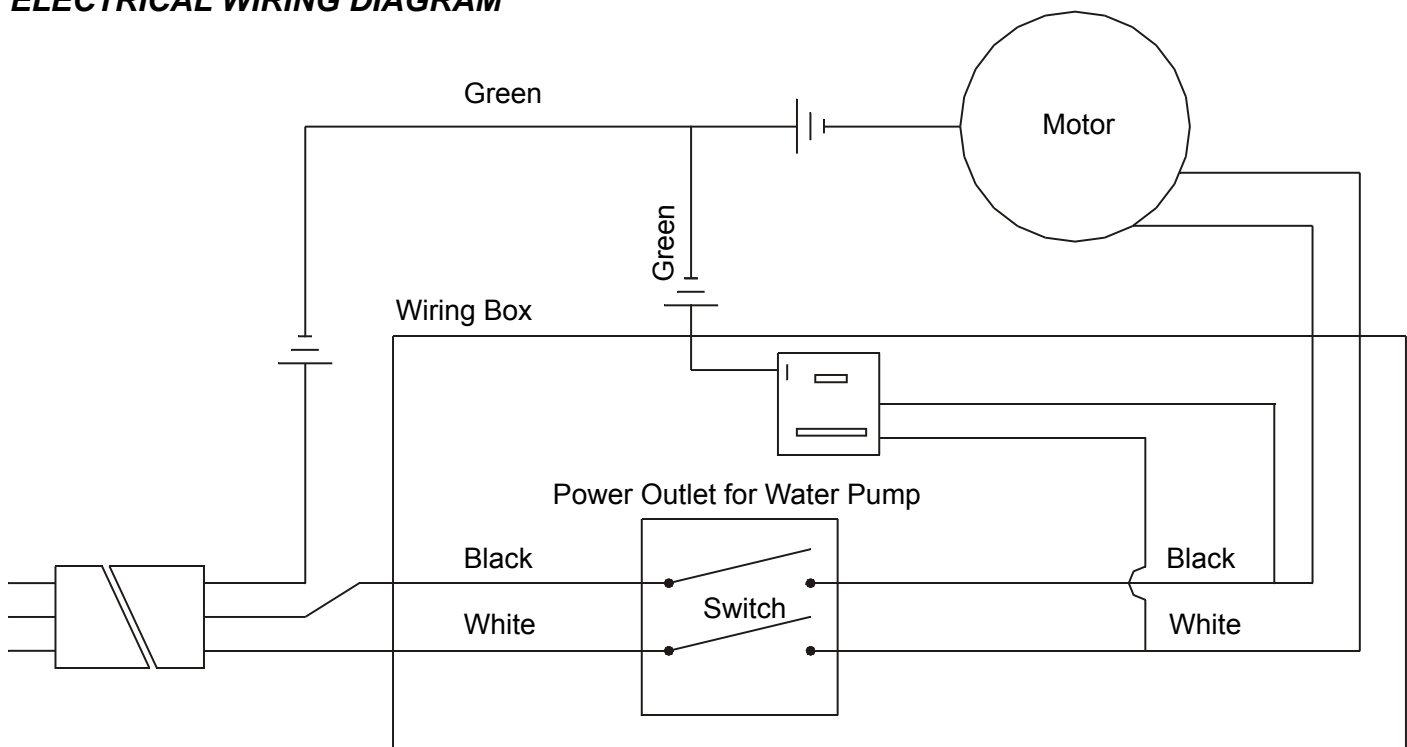 ELECTRICAL WIRING DIAGRAM
Green
Motor
Green
Wiring Box
Power Outlet for Water Pump
Black
Black
Switch
White
White